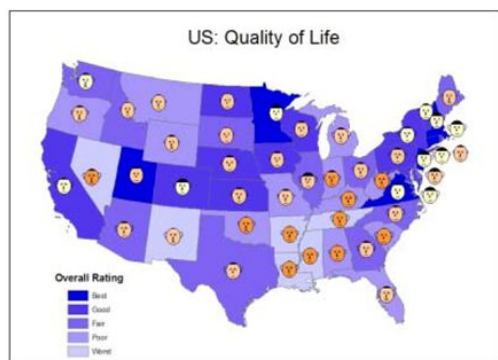 US: Quality of Life
Overall Rating
Best
Good
Fair
Poor
Worst